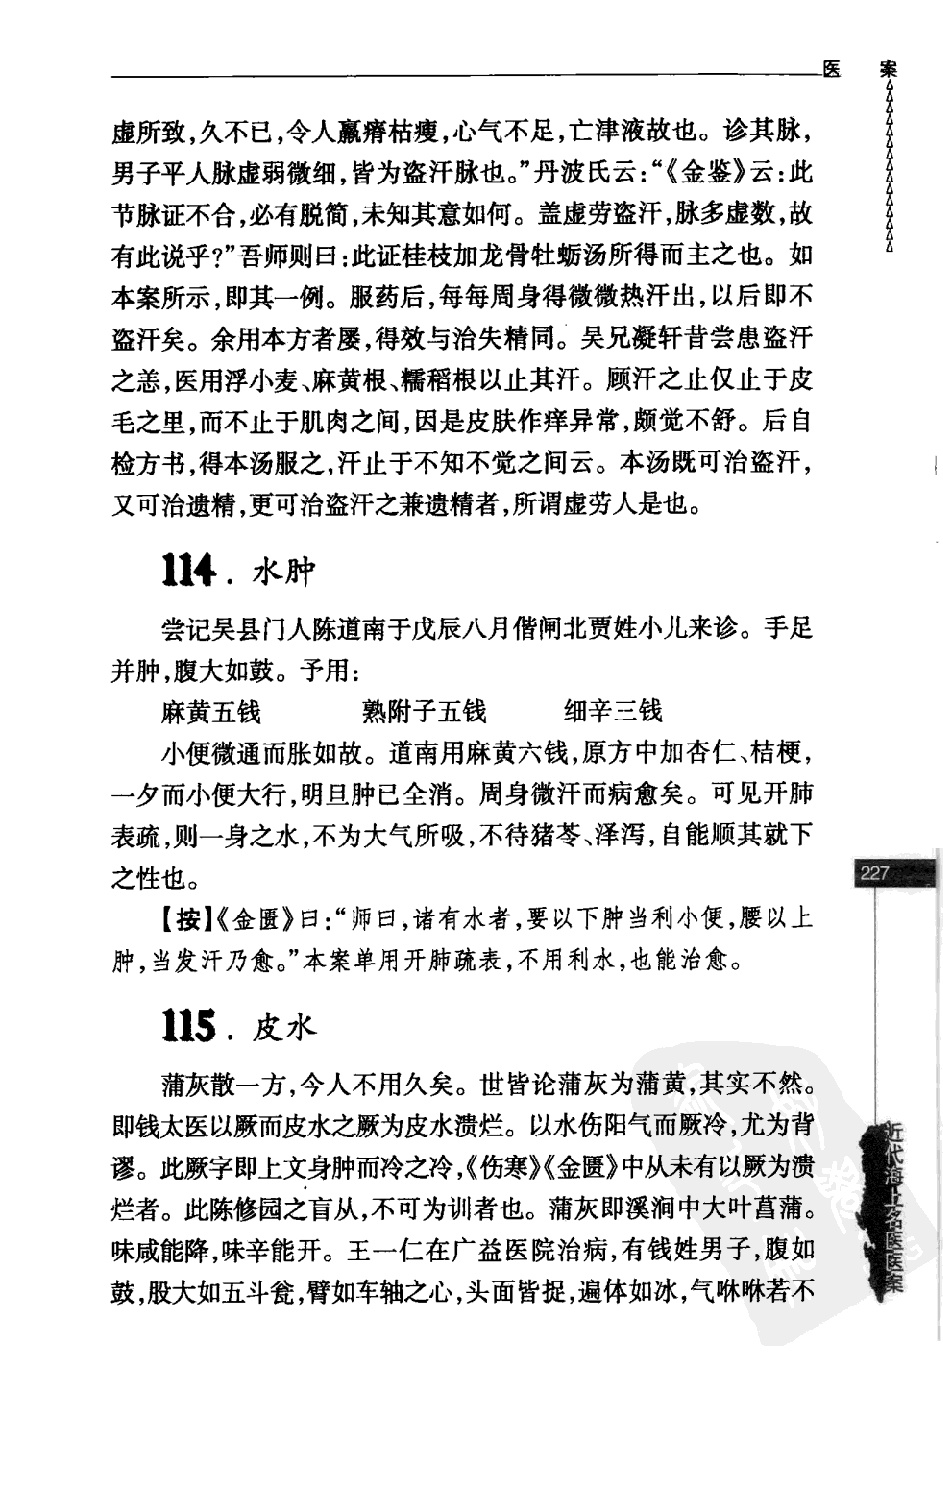 医 案
虚所致,久不已,令人羸瘠枯瘦,心气不足,亡津液故也。诊其脉,
男子平人脉虚弱微细,皆为盗汗脉也。”丹波氏云:“《金鉴》云:此
节脉证不合,必有脱简,未知其意如何。盖虚劳盗汗,脉多虚数,故
有此说乎?”吾师则曰:此证桂枝加龙骨牡蛎汤所得而主之也。如
本案所示,即其一例。服药后,每每周身得微微热汗出,以后即不
盗汗矣。余用本方者屡,得效与治失精同。吴兄凝轩昔尝患盗汗
之恙,医用浮小麦、麻黄根、糯稻根以止其汗。顾汗之止仅止于皮
毛之里,而不止于肌肉之间,因是皮肤作痒异常,颇觉不舒。后自
检方书,得本汤服之,汗止于不知不觉之间云。本汤既可治盗汗,
又可治遗精,更可治盗汗之兼遗精者,所谓虚劳人是也。
114. 水肿
尝记吴县门人陈道南于戊辰八月偕闸北贾姓小儿来诊。手足
并肿,腹大如鼓。予用:
麻黄五钱 熟附子五钱 细辛三钱
小便微通而胀如故。道南用麻黄六钱,原方中加杏仁、桔梗,
一夕而小便大行,明旦肿已全消。周身微汗而病愈矣。可见开肺
表疏,则一身之水,不为大气所吸,不待猪苓、泽泻,自能顺其就下
之性也。
【按】《金匮》曰:“师曰,诸有水者,要以下肿当利小便,腰以上
肿,当发汗乃愈。”本案单用开肺疏表,不用利水,也能治愈。
115. 皮水
蒲灰散一方,今人不用久矣。世皆论蒲灰为蒲黄,其实不然。
即钱太医以厥而皮水之厥为皮水溃烂。以水伤阳气而厥冷,尤为背
谬。此厥字即上文身肿而冷之冷,《伤寒》《金匮》中从未有以厥为溃
烂者。此陈修园之盲从,不可为训者也。蒲灰即溪涧中大叶菖蒲。
味咸能降,味辛能开。王一仁在广益医院治病,有钱姓男子,腹如
鼓,股大如五斗瓮,臂如车轴之心,头面皆捉,遍体如冰,气咻咻若不
227
近代海上名医医案